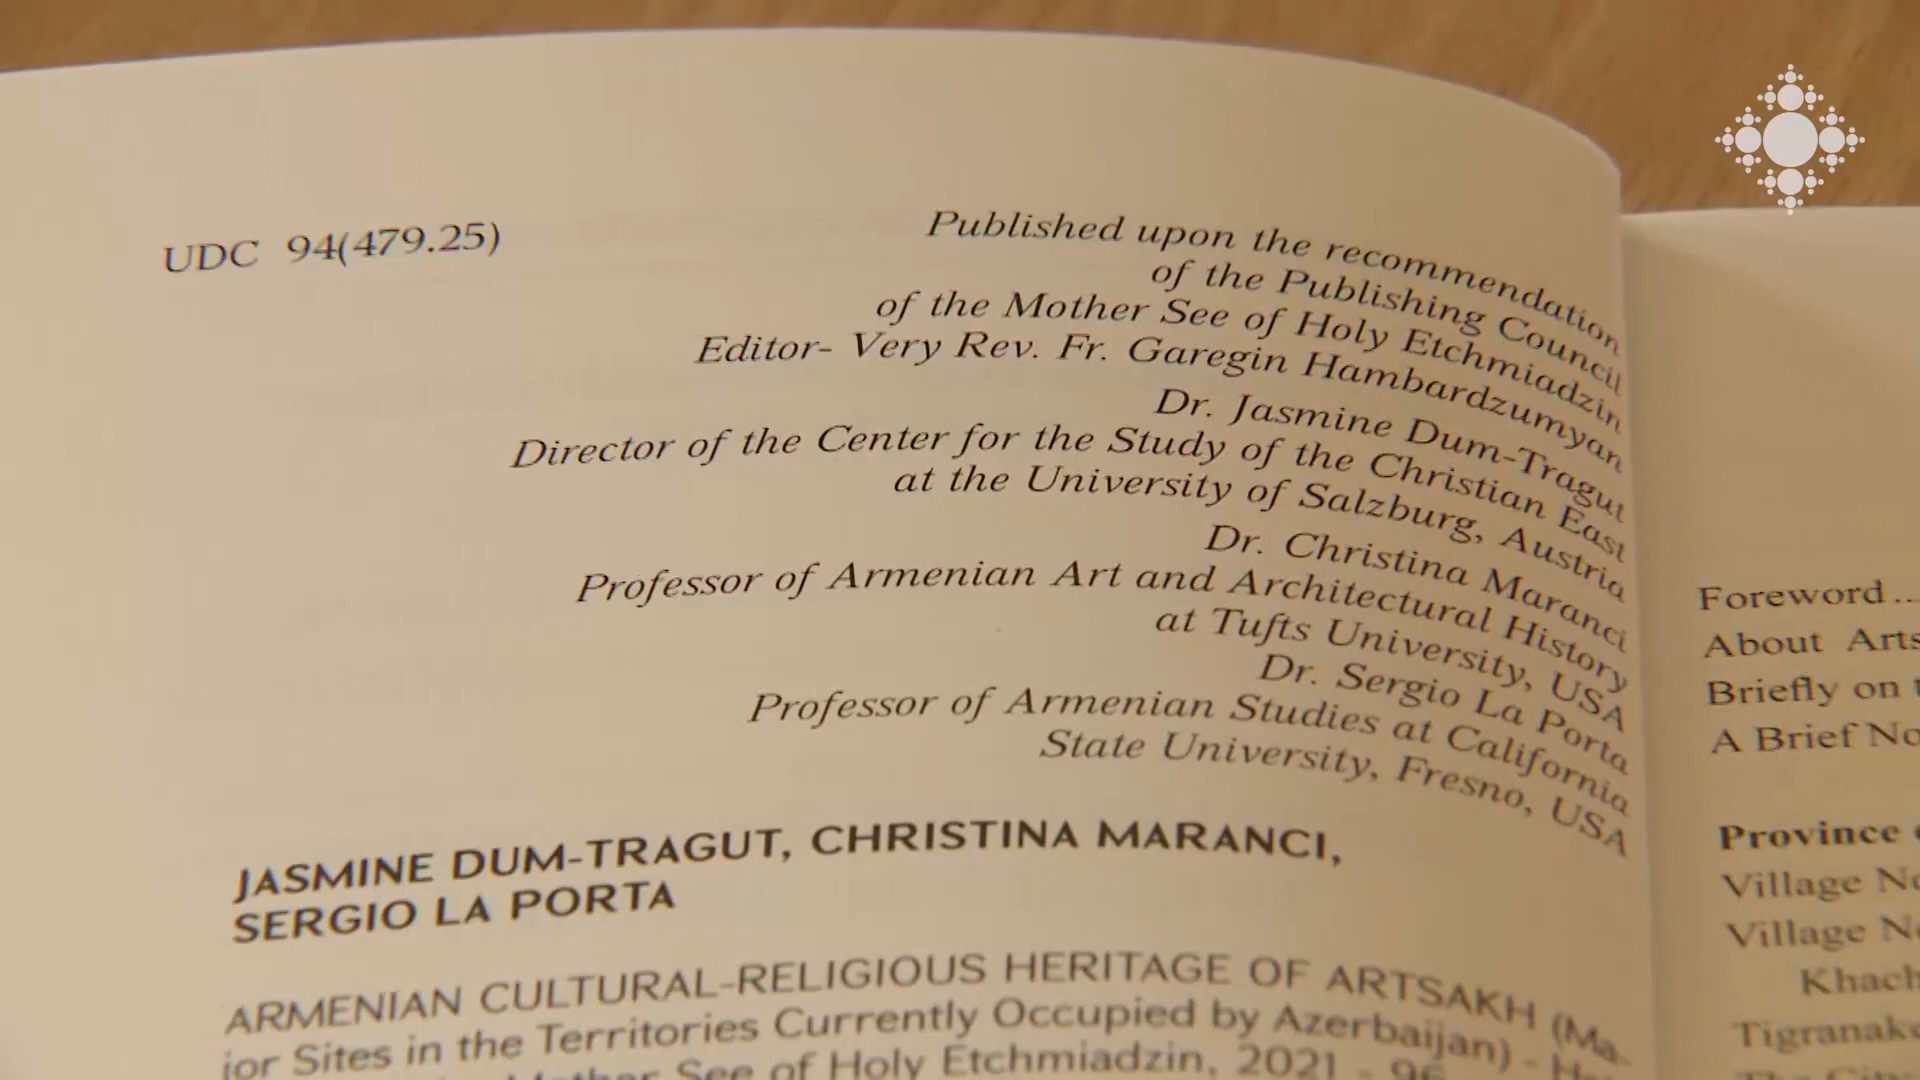 UDC 94(479.25)
Published upon the recommendation
of the Publishing Council
of the Mother See of Holy Etchmiadzin
Editor- Very Rev. Fr. Garegin Hambardzumyan
Dr. Jasmine Dum-Tragut
Director of the Center for the Study of the Christian East
at the University of Salzburg, Austria
Dr. Christina Maranci
Professor of Armenian Art and Architectural History
at Tufts University, USA
Dr. Sergio La Porta
Professor of Armenian Studies at California
State University, Fresno, USA
JASMINE DUM-TRAGUT, CHRISTINA MARANCI,
SERGIO LA PORTA
ARMENIAN CULTURAL-RELIGIOUS HERITAGE OF ARTSAKH (Ma-
jor Sites in the Territories Currently Occupied by Azerbaijan) -
Mother See of Holy Etchmiadzin, 2021 - 96
Foreword...
About Arts
Briefly on
A Brief No
Province
Village
Village
Khach
Tigranake